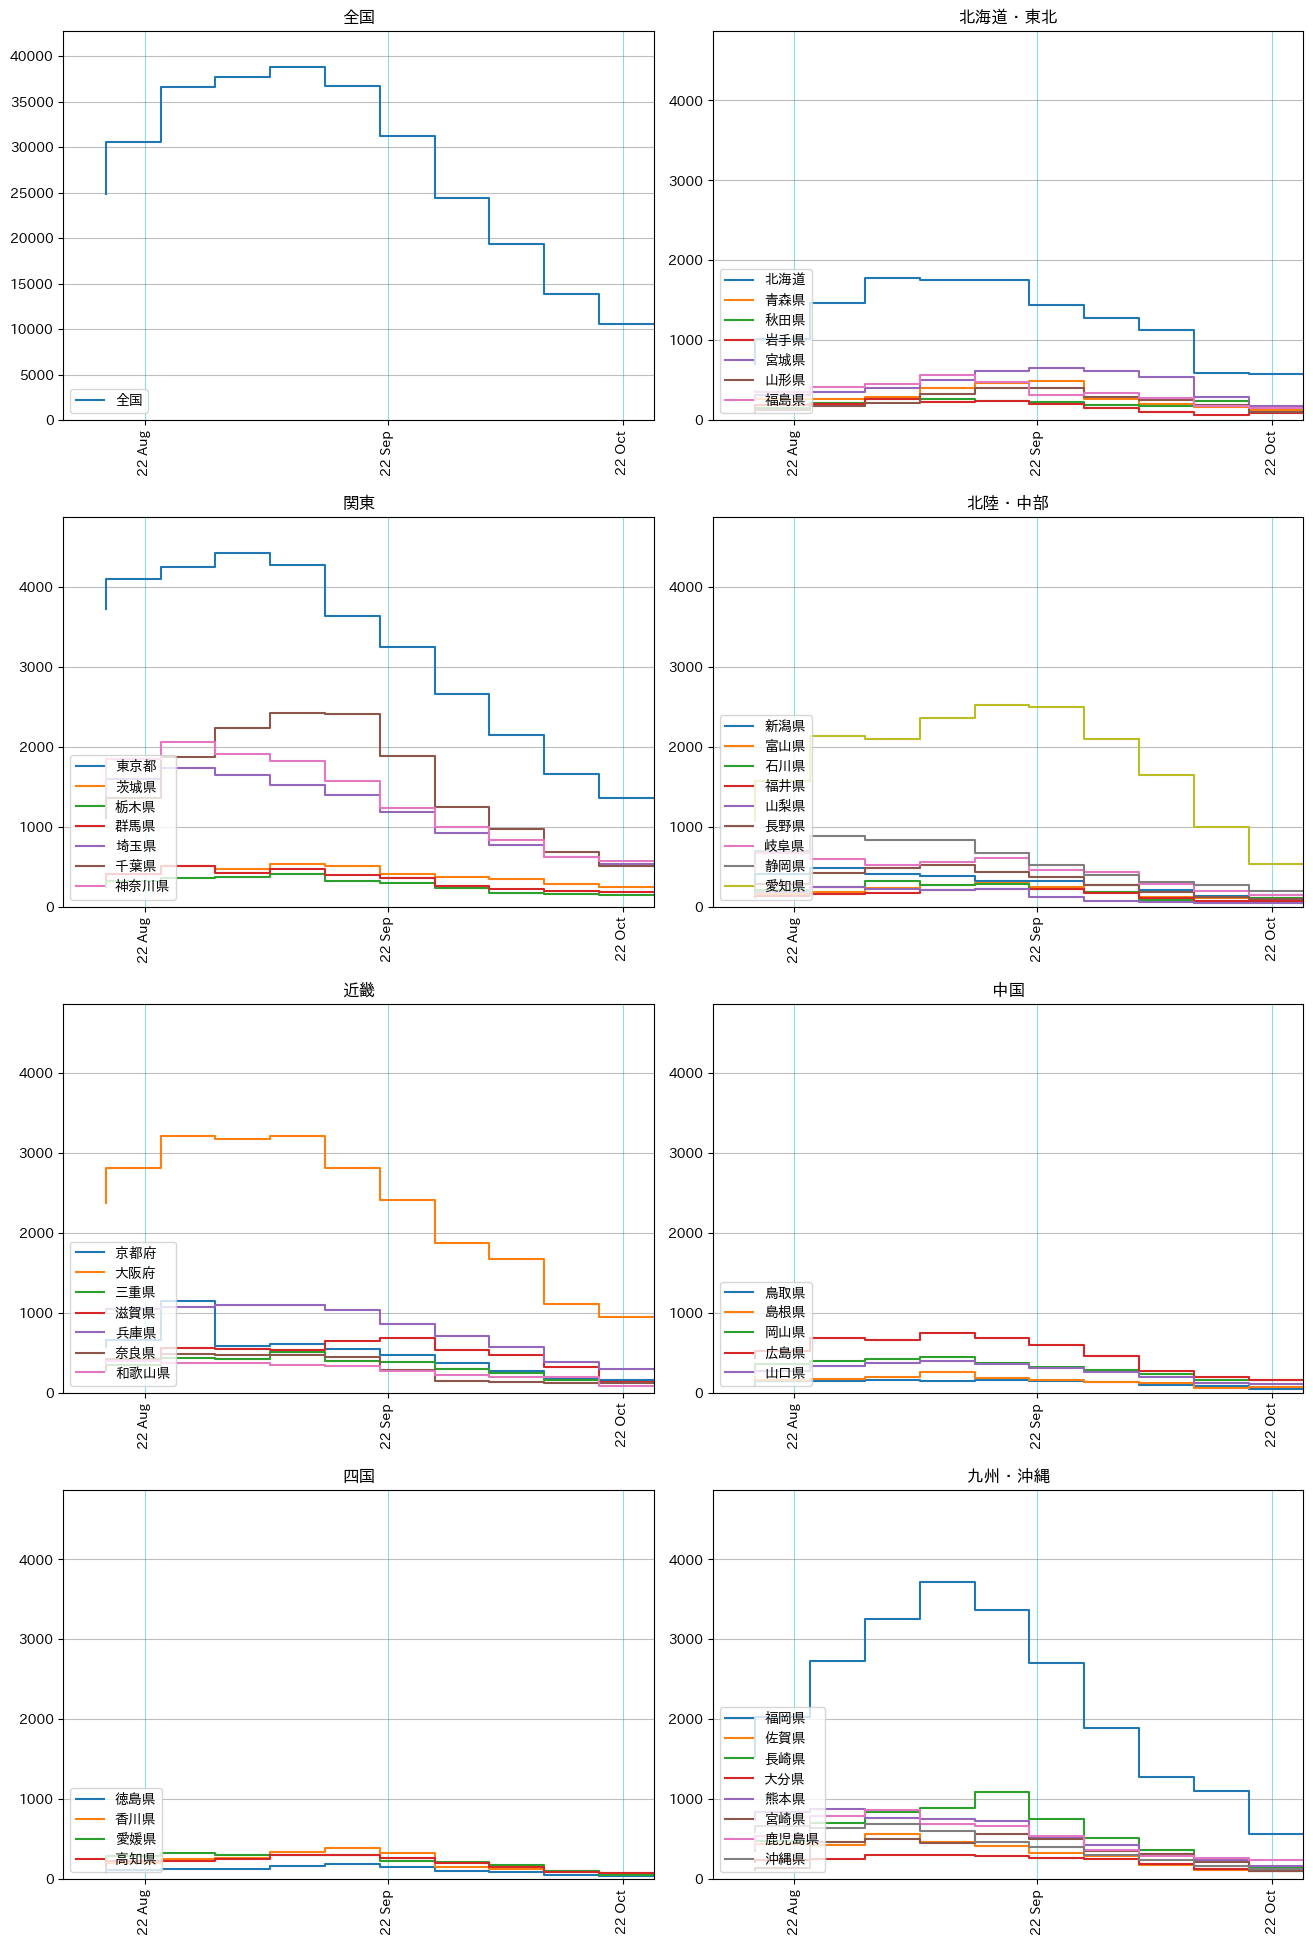 全国
40000
35000
30000
25000
20000
15000
10000
5000
0
全国
22 Aug
22 Sep
22 Oct
北海道・東北
4000
3000
2000
1000
0
北海道
青森県
秋田県
岩手県
宮城県
山形県
福島県
22 Aug
22 Sep
22 Oct
関東
4000
3000
2000
1000
0
東京都
茨城県
栃木県
群馬県
埼玉県
千葉県
神奈川県
22 Aug
22 Sep
22 Oct
北陸・中部
4000
3000
2000
1000
0
新潟県
富山県
石川県
福井県
山梨県
長野県
岐阜県
静岡県
愛知県
22 Aug
22 Sep
22 Oct
近畿
4000
3000
2000
1000
0
京都府
大阪府
三重県
滋賀県
兵庫県
奈良県
和歌山県
22 Aug
22 Sep
22 Oct
中国
4000
3000
2000
1000
0
鳥取県
島根県
岡山県
広島県
山口県
22 Aug
22 Sep
22 Oct
四国
4000
3000
2000
1000
0
徳島県
香川県
愛媛県
高知県
22 Aug
22 Sep
22 Oct
九州・沖縄
4000
3000
2000
1000
0
福岡県
佐賀県
長崎県
大分県
熊本県
宮崎県
鹿児島県
沖縄県
22 Aug
22 Sep
22 Oct